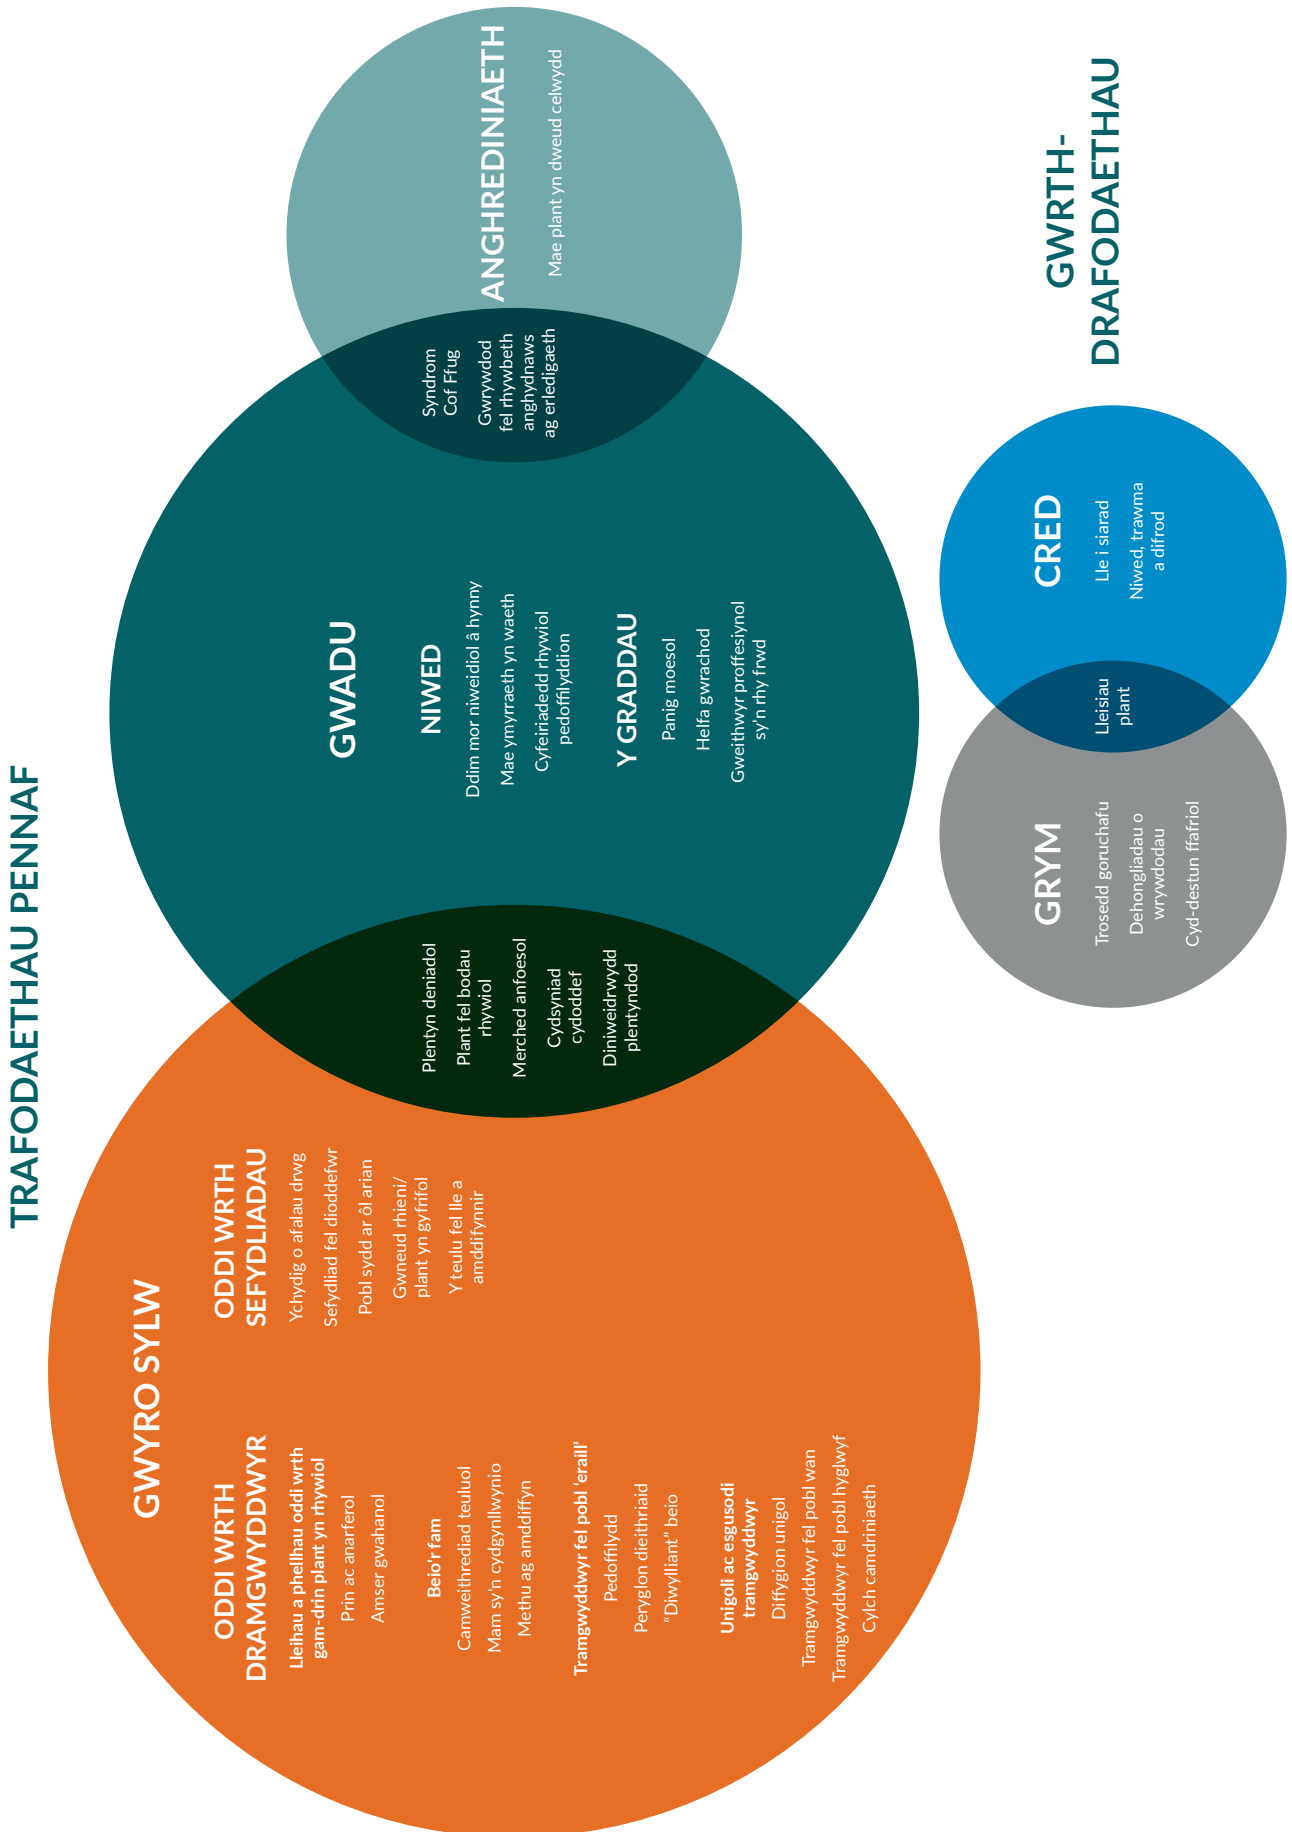 TRAFODAETHAU PENNAF
GWYRO SYLW
ODDI WRTH
DRAMGWYDDWYR
Lleihau a phellhau oddi wrth
gam-drin plant yn rhywiol
Prin ac anarferol
Amser gwahanol
Beio'r fam
Camweithrediad teuluol
Mam sy'n cydgynllwynio
Methu ag amddiffyn
Tramgwyddwyr fel pobl ‘eraill’
Pedoffilydd
Peryglon dieithriaid
“Diwylliant” beio
Unigoli ac esgusodi
tramgwyddwyr
Diffygion unigol
Tramgwyddwyr fel pobl wan
Tramgwyddwyr fel pobl hyglwyf
Cylch camdriniaeth
ODDI WRTH
SEFYDLIADAU
Ychydig o afalau drwg
Sefydliad fel dioddefwr
Pobl sydd ar ôl arian
Gwneud rhieni/
plant yn gyfrifol
Y teulu fel lle a
amddifynnir
Plentyn deniadol
Plant fel bodau
rhywiol
Merched anfoesol
Cydsyniad
cydoddef
Diniweidrwydd
plentyndod
GWADU
NIWED
Ddim mor niweidiol â hynny
Mae ymyrraeth yn waeth
Cyfeiriadedd rhywiol
pedoffilyddion
Y GRADDAU
Panig moesol
Helfa gwrachod
Gweithwyr proffesiynol
sy'n rhy frwd
Syndrom
Cof Ffug
Gwrywdod
fel rhywbeth
anghydnaws
ag erledigaeth
ANGHREDINIAETH
Mae plant yn dweud celwydd
GRYM
Trosedd goruchafu
Dehongliadau o
wrywdodau
Cyd-destun ffafriol
Lleisiau
plant
CRED
Lle i siarad
Niwed, trawma
a difrod
GWRTH-
DRAFODAETHAU